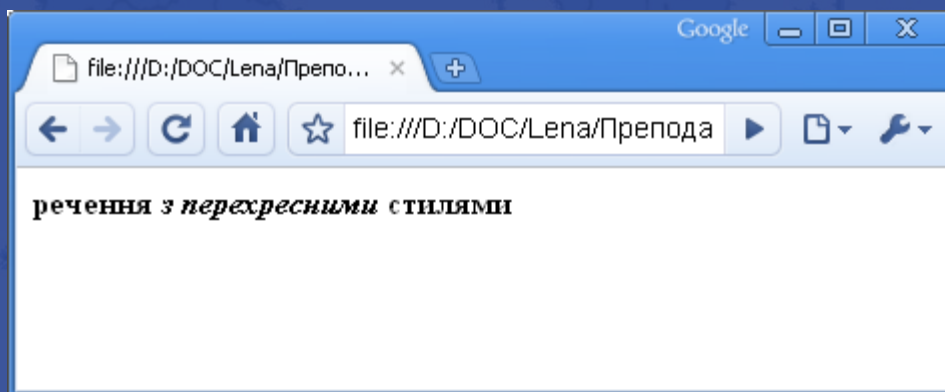 Google
file:///D:/DOC/Lena/Препо...
file:///D:/DOC/Lena/Препода
речення з перехресними стилями